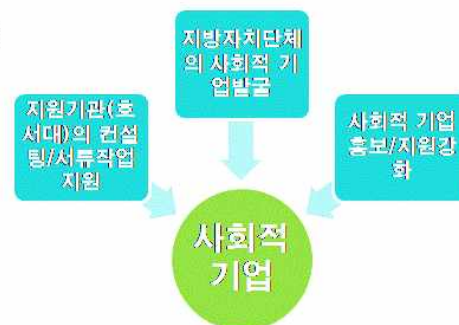 지방자치단체
의 사회적 기
업발굴
지원기관(호
서대)의 컨설
팅/서류작업
지원
사회적 기업
홍보/지원강
화
사회적
기업